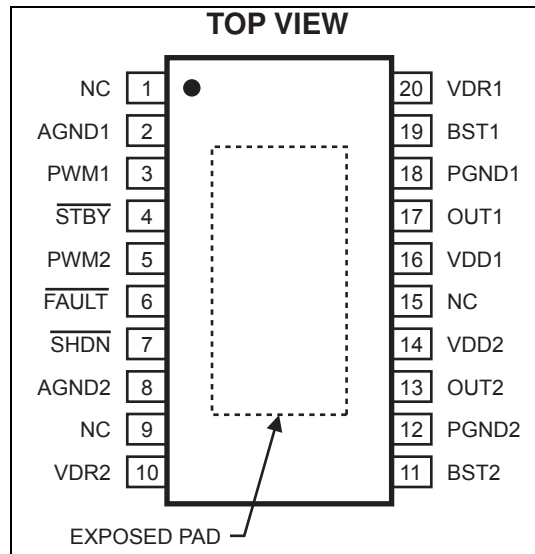 TOP VIEW
NC 1 20 VDR1
AGND1 2 19 BST1
PWM1 3 18 PGND1
STBY 4 17 OUT1
PWM2 5 16 VDD1
FAULT 6 15 NC
SHDN 7 14 VDD2
AGND2 8 13 OUT2
NC 9 12 PGND2
VDR2 10 11 BST2
EXPOSED PAD